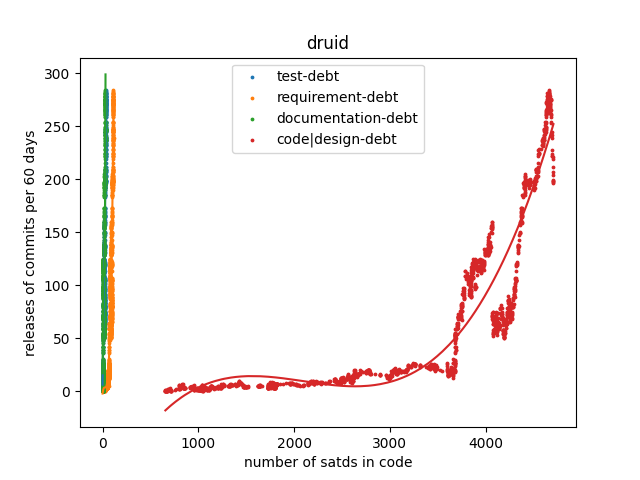 druid
test-debt
requirement-debt
documentation-debt
code|design-debt
releases of commits per 60 days
300
250
200
150
100
50
0
0 1000 2000 3000 4000
number of satds in code